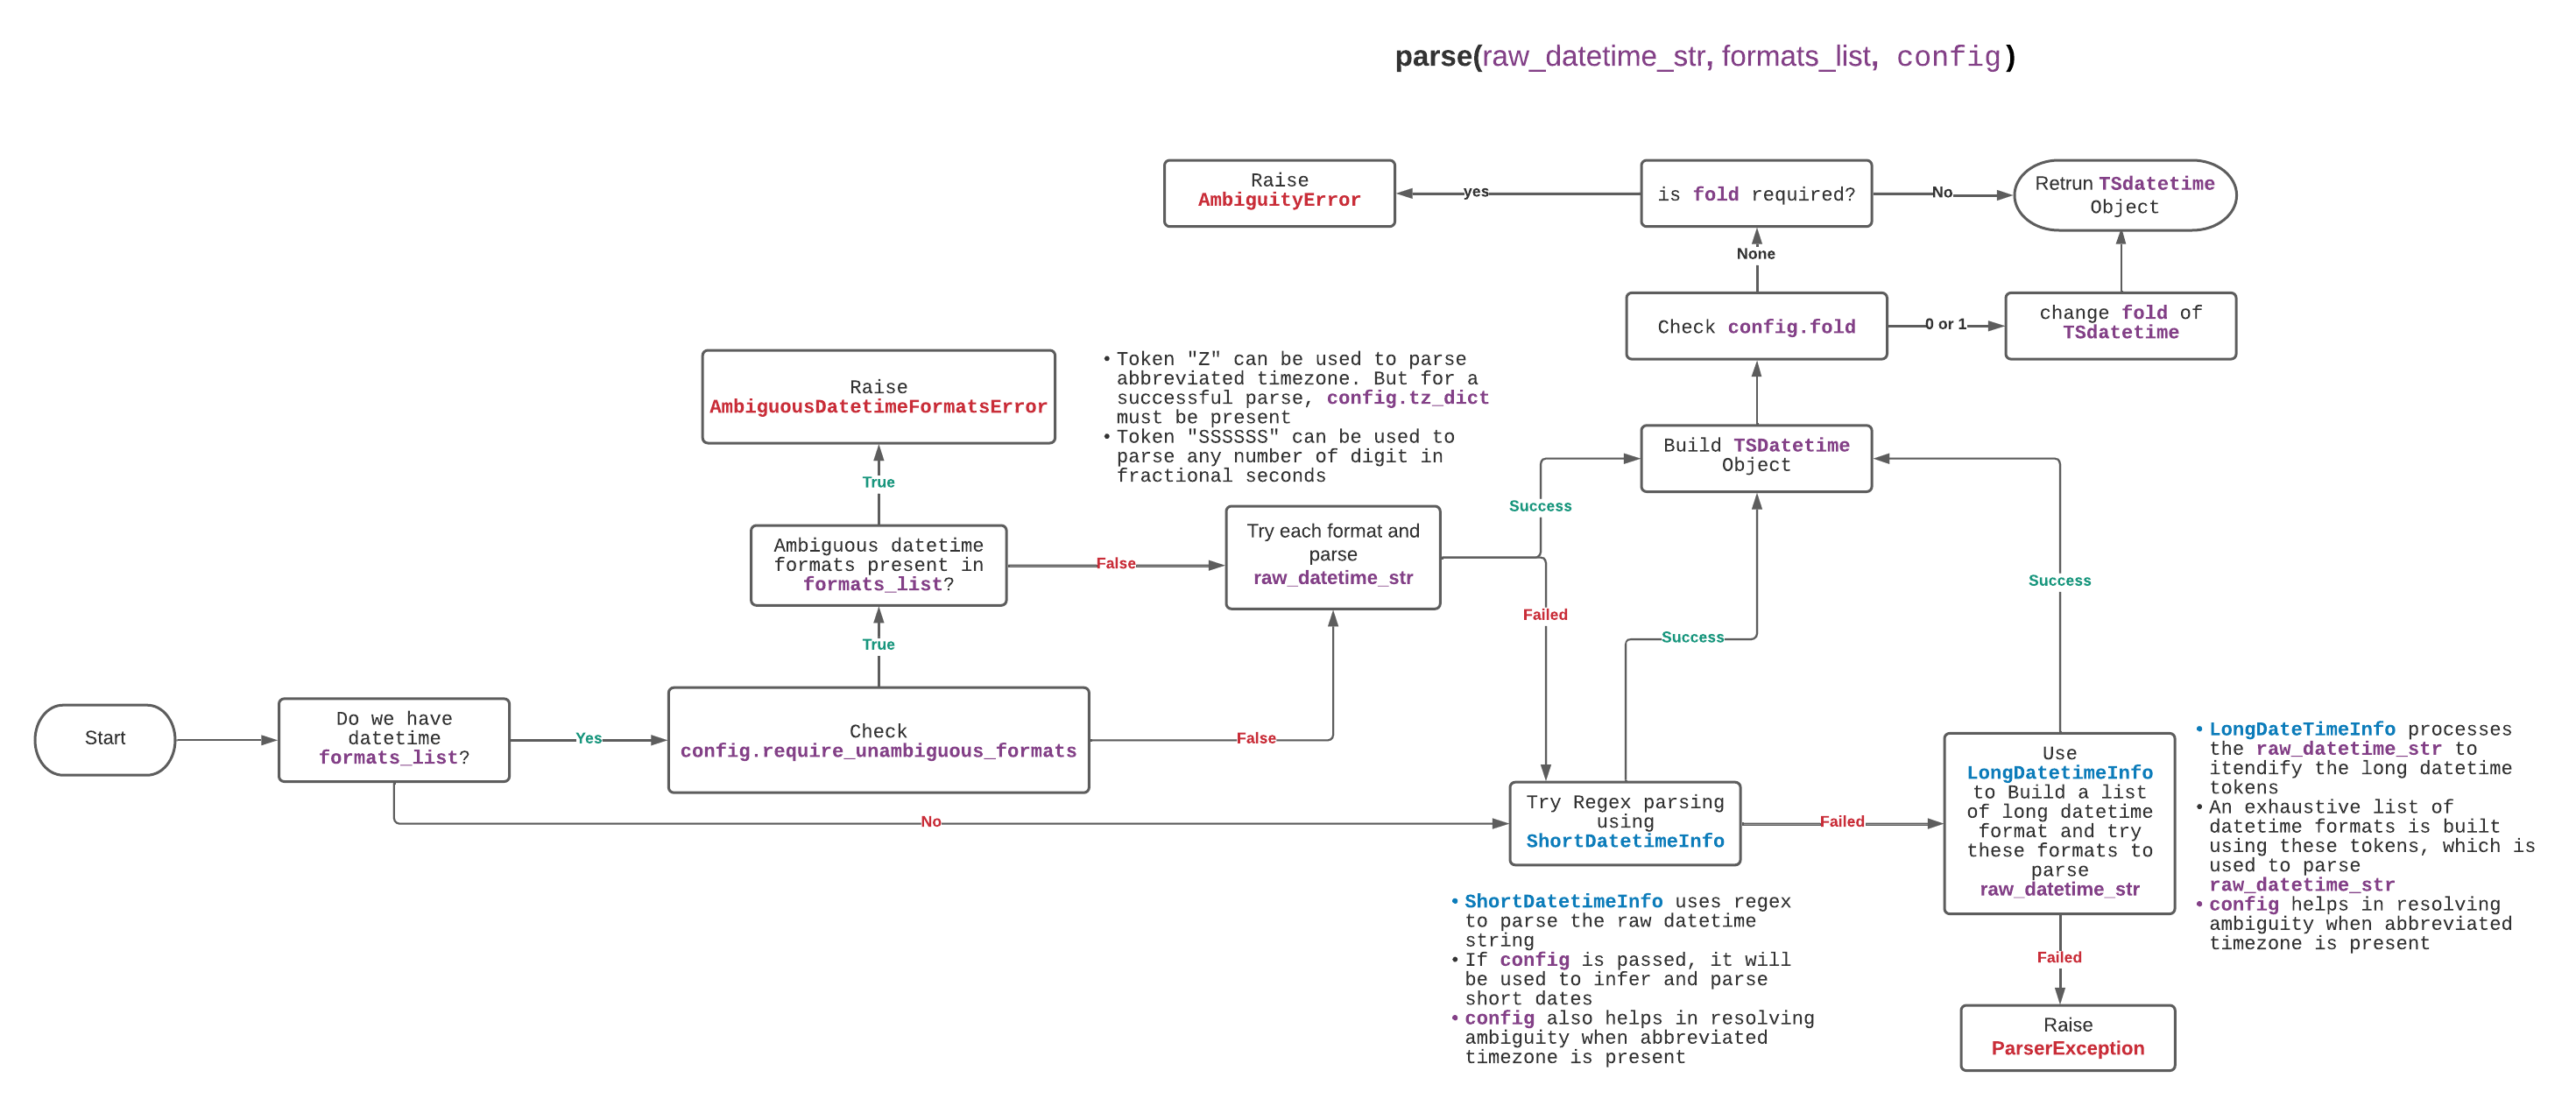 parse(raw_datetime_str, formats_list, config)
Raise
AmbiguityError
yes
is fold required?
No
Retrun TSdatetime
Object
None
Check config.fold
0 or 1
change fold of
TSdatetime
Raise
AmbiguousDatetimeFormatsError
• Token "Z" can be used to parse
abbreviated timezone. But for a
successful parse, config.tz_dict
must be present
• Token "SSSSSS" can be used to
parse any number of digit in
fractional seconds
Build TSDatetime
Object
True
Success
Ambiguous datetime
formats present in
formats_list?
False
Try each format and
parse
raw_datetime_str
Success
Failed
True
Success
Start
Do we have
datetime
formats_list?
Yes
Check
config.require_unambiguous_formats
False
No
Try Regex parsing
using
ShortDatetimeInfo
Failed
Use
LongDatetimeInfo
to Build a list
of long datetime
format and try
these formats to
parse
raw_datetime_str
• LongDateTimeInfo processes
the raw_datetime_str to
itendify the long datetime
tokens
• An exhaustive list of
datetime formats is built
using these tokens, which is
used to parse
raw_datetime_str
• config helps in resolving
ambiguity when abbreviated
timezone is present
• ShortDatetimeInfo uses regex
to parse the raw datetime
string
• If config is passed, it will
be used to infer and parse
short dates
• config also helps in resolving
ambiguity when abbreviated
timezone is present
Failed
Raise
ParserException